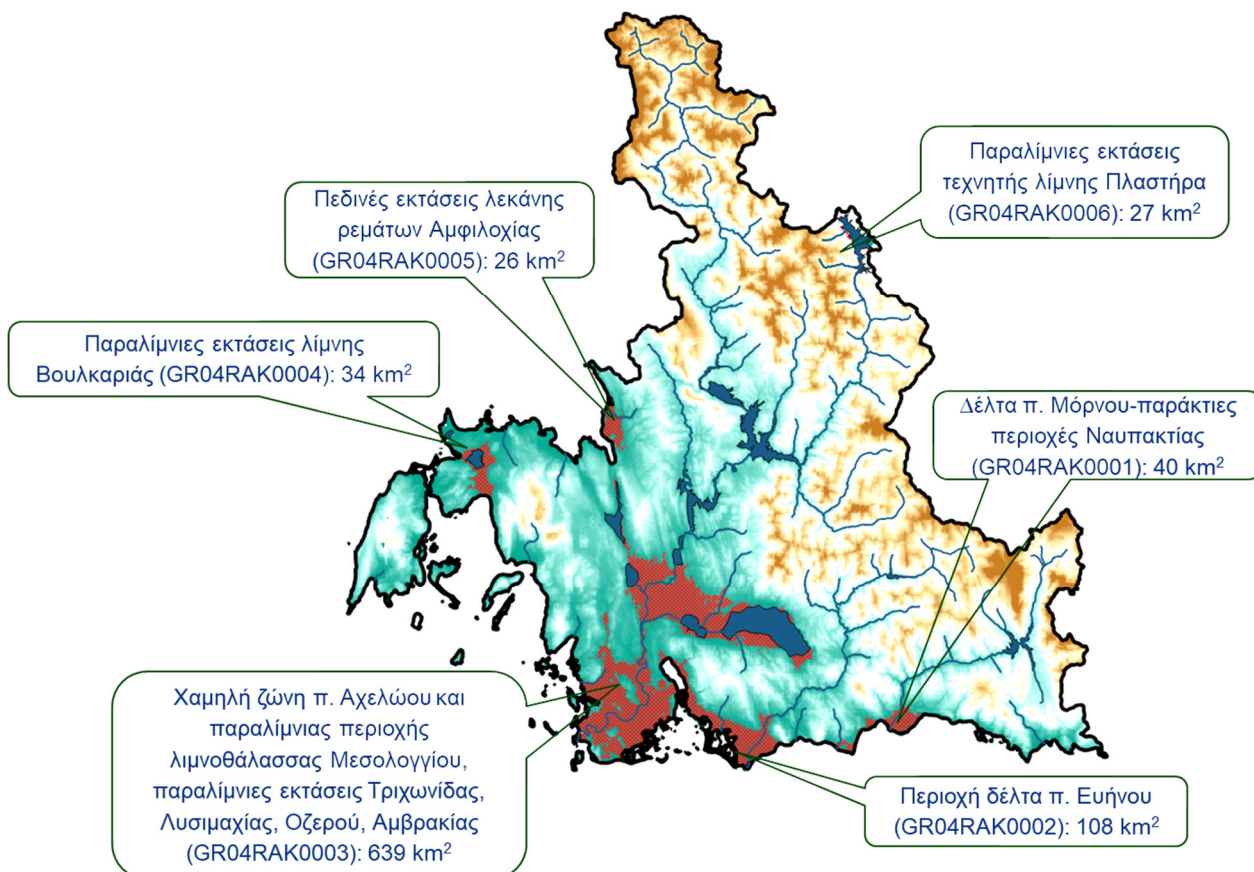 Παραλίμνιες εκτάσεις
τεχνητής λίμνης Πλαστήρα
(GR04RAK0006): 27 km²
Πεδινές εκτάσεις λεκάνης
ρεμάτων Αμφιλοχίας
(GR04RAK0005): 26 km²
Παραλίμνιες εκτάσεις λίμνης
Βουλκαριάς (GR04RAK0004): 34 km²
Δέλτα π. Μόρνου-παράκτιες
περιοχές Ναυπακτίας
(GR04RAK0001): 40 km²
Χαμηλή ζώνη π. Αχελώου και
παραλίμνιας περιοχής
λιμνοθάλασσας Μεσολογγίου,
παραλίμνιες εκτάσεις Τριχωνίδας,
Λυσιμαχίας, Οζερού, Αμβρακίας
(GR04RAK0003): 639 km²
Περιοχή δέλτα π. Ευήνου
(GR04RAK0002): 108 km²